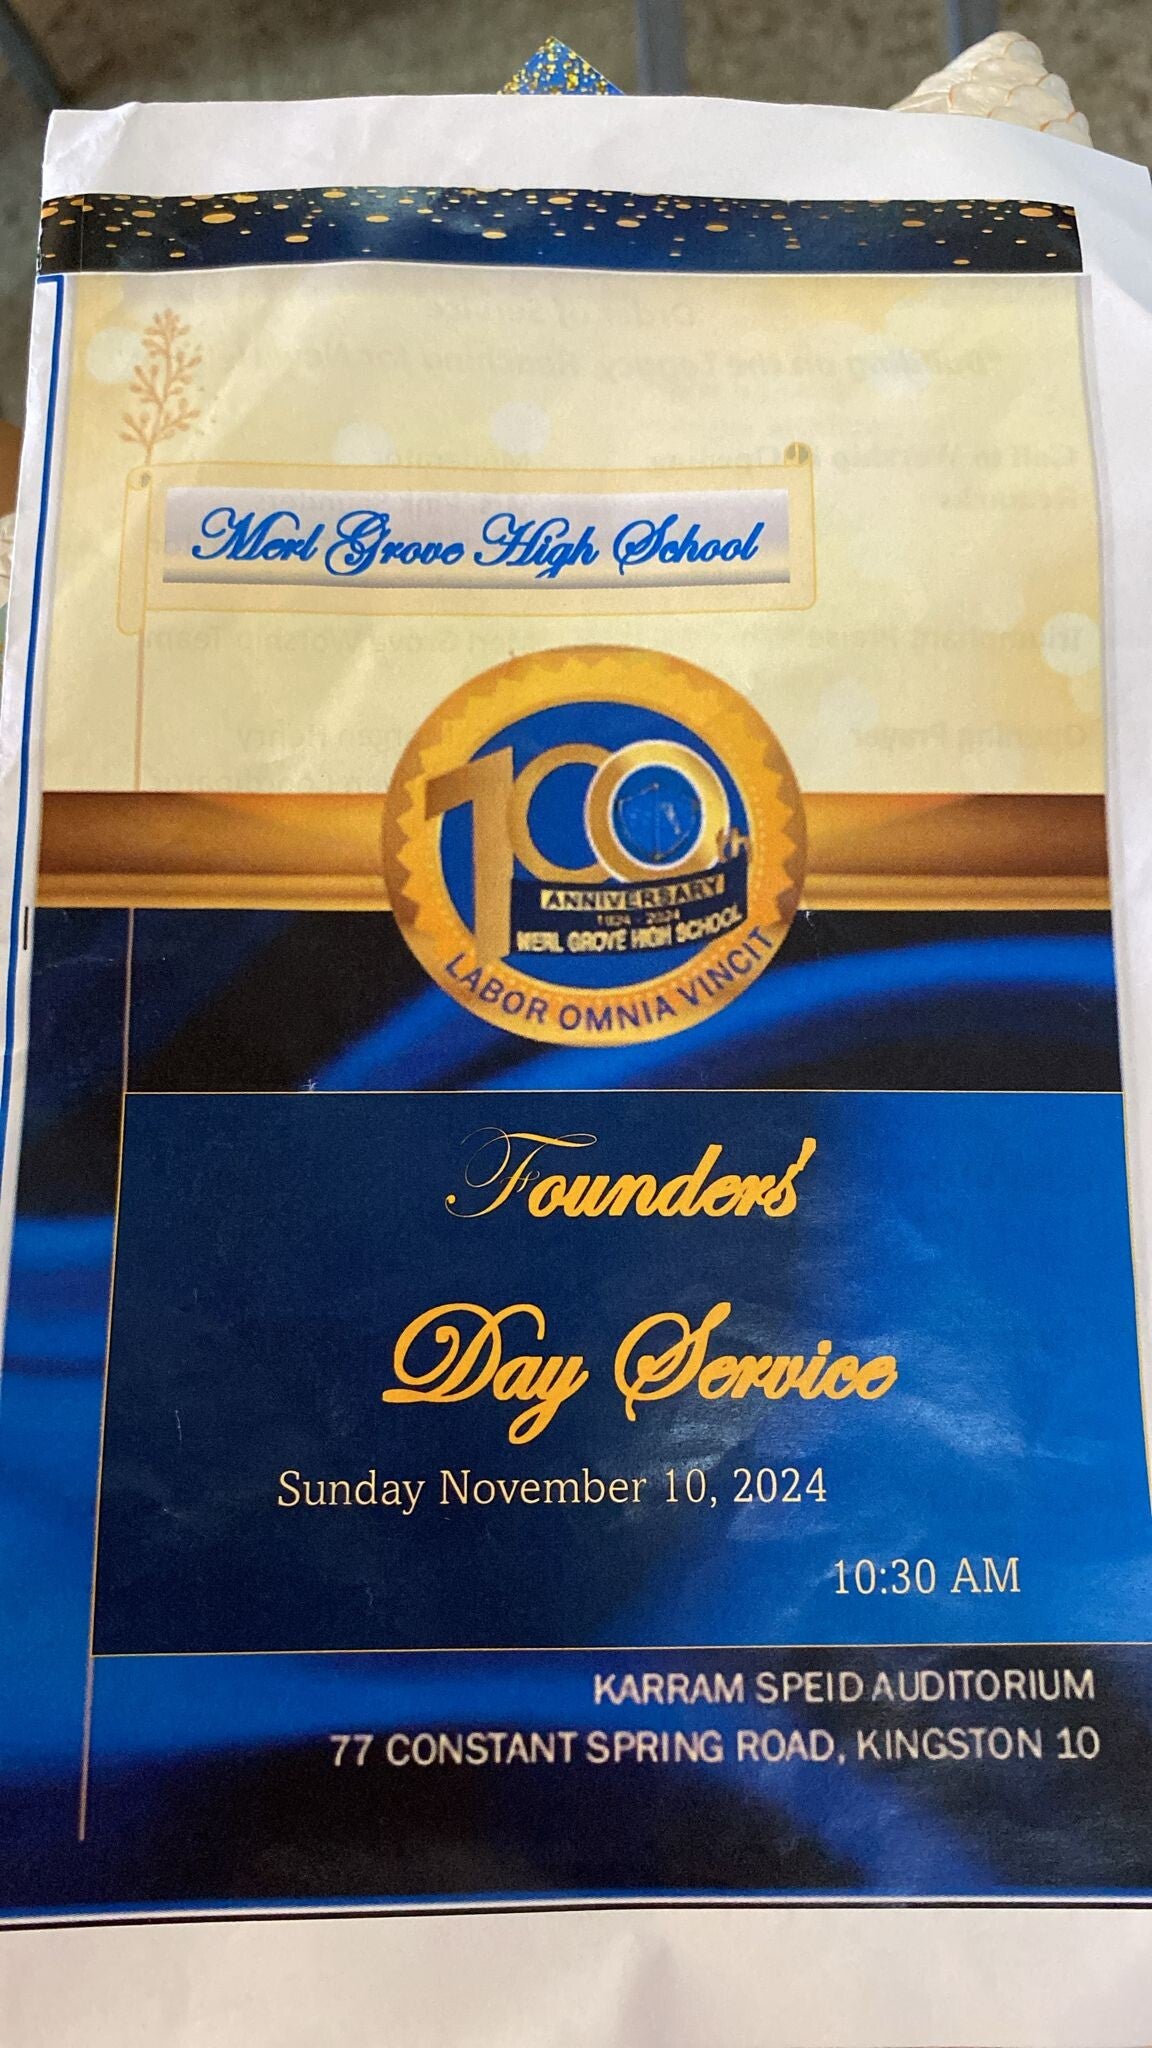 Merl Grove High School
100th
ANNIVERSARY
1924 - 2024
MERL GROVE HIGH SCHOOL
LABOR OMNIA VINCIT
Founders'
Day Service
Sunday November 10, 2024
10:30 AM
KARRAM SPEID AUDITORIUM
77 CONSTANT SPRING ROAD, KINGSTON 10